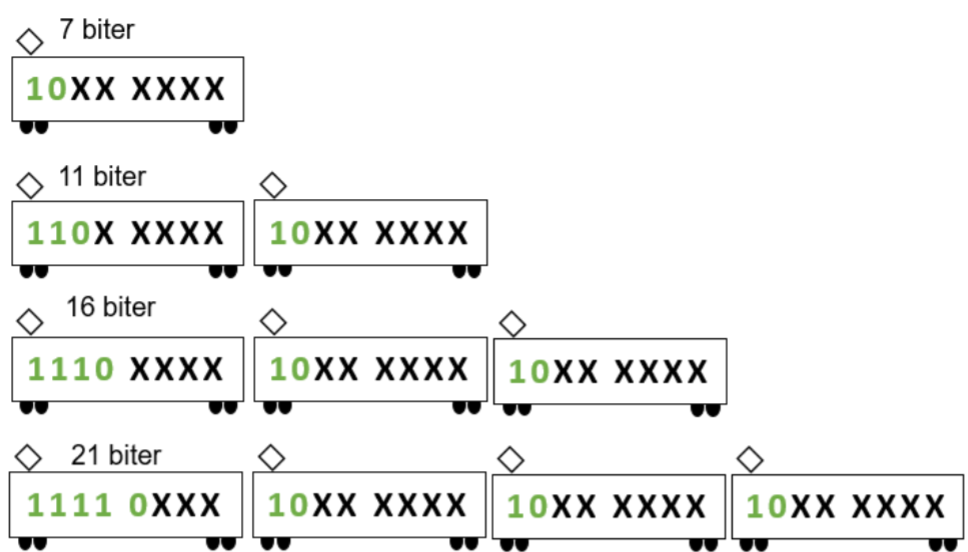 7 biter
10XX XXXX
11 biter
110X XXXX 10XX XXXX
16 biter
1110 XXXX 10XX XXXX 10XX XXXX
21 biter
1111 0XXX 10XX XXXX 10XX XXXX 10XX XXXX